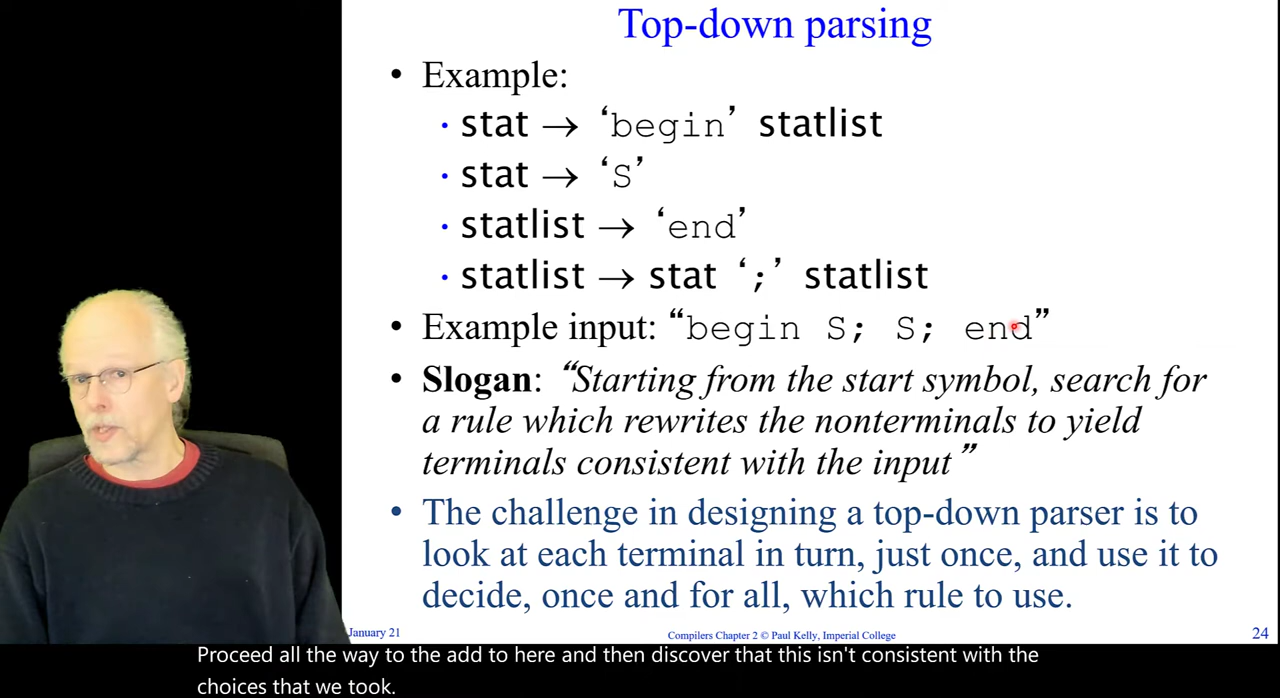 Top-down parsing
• Example:
· stat → ‘begin’ statlist
· stat → ‘S’
· statlist → ‘end’
· statlist → stat ‘;’ statlist
• Example input: “begin S; S; end”
• Slogan: “Starting from the start symbol, search for
a rule which rewrites the nonterminals to yield
terminals consistent with the input”
• The challenge in designing a top-down parser is to
look at each terminal in turn, just once, and use it to
decide, once and for all, which rule to use.
January 21
Compilers Chapter 2 © Paul Kelly, Imperial College
24
Proceed all the way to the add to here and then discover that this isn't consistent with the
choices that we took.